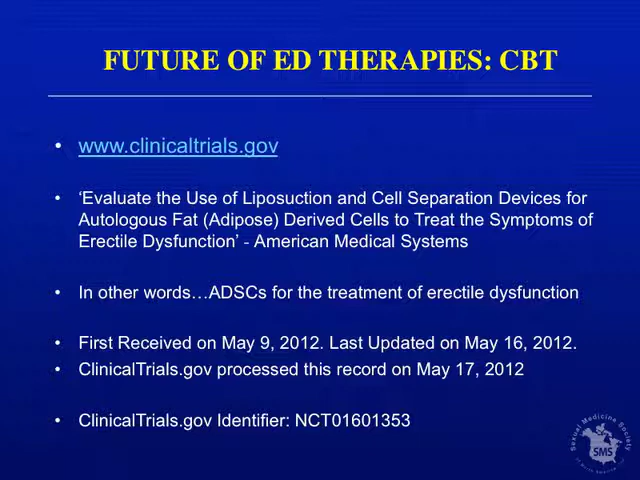 FUTURE OF ED THERAPIES: CBT
• www.clinicaltrials.gov
• ‘Evaluate the Use of Liposuction and Cell Separation Devices for
Autologous Fat (Adipose) Derived Cells to Treat the Symptoms of
Erectile Dysfunction’ - American Medical Systems
• In other words…ADSCs for the treatment of erectile dysfunction
• First Received on May 9, 2012. Last Updated on May 16, 2012.
• ClinicalTrials.gov processed this record on May 17, 2012
• ClinicalTrials.gov Identifier: NCT01601353
Sexual Medicine Society
SMS